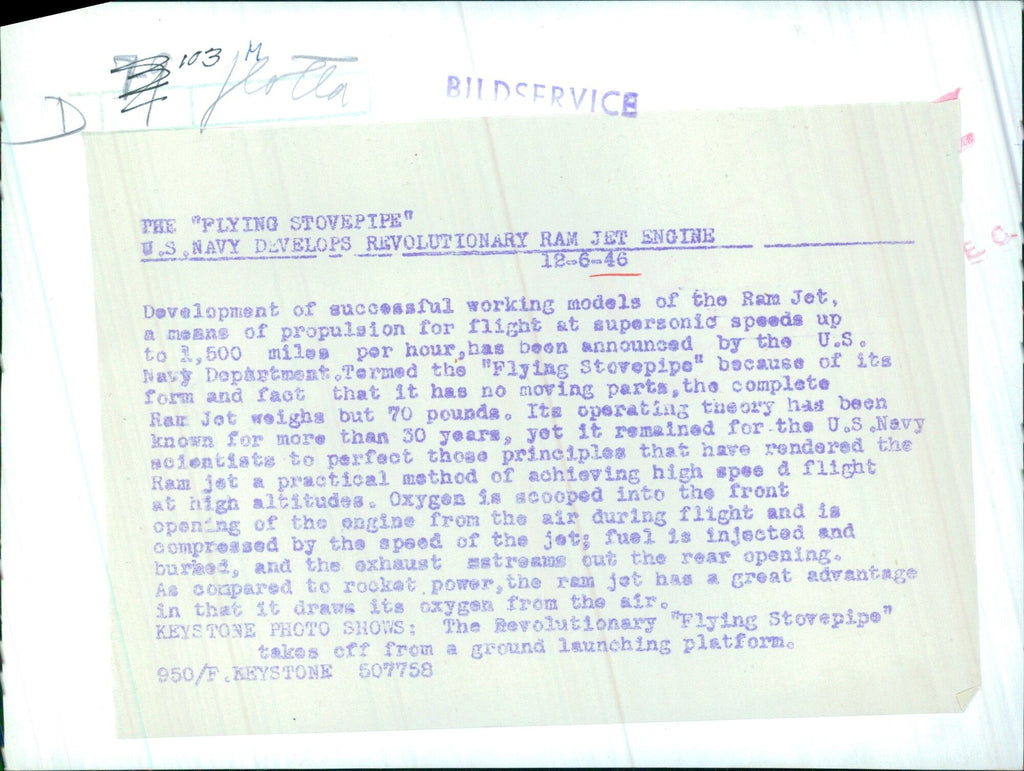 103 M
D
BILDSERVICE
THE "FLYING STOVEPIPE"
U.S.NAVY DEVELOPS REVOLUTIONARY RAM JET ENGINE
12-6-46
Development of successful working models of the Ram Jet,
a means of propulsion for flight at supersonic speeds up
to 1,500 miles per hour,has been announced by the U.S.
Navy Department.Termed the "Flying Stovepipe" because of its
form and fact that it has no moving parts,the complete
Ram Jet weighs but 70 pounds. Its operating theory has been
known for more than 30 years, yet it remained for the U.S.Navy
scientists to perfect those principles that have rendered the
Ram jet a practical method of achieving high spee d flight
at high altitudes. Oxygen is scooped into the front
opening of the engine from the air during flight and is
compressed by the speed of the jet; fuel is injected and
burned, and the exhaust sstreams out the rear opening.
As compared to rocket power,the ram jet has a great advantage
in that it draws its oxygen from the air.
KEYSTONE PHOTO SHOWS: The Revolutionary "Flying Stovepipe"
takes off from a ground launching platform.
950/F.KEYSTONE 507758